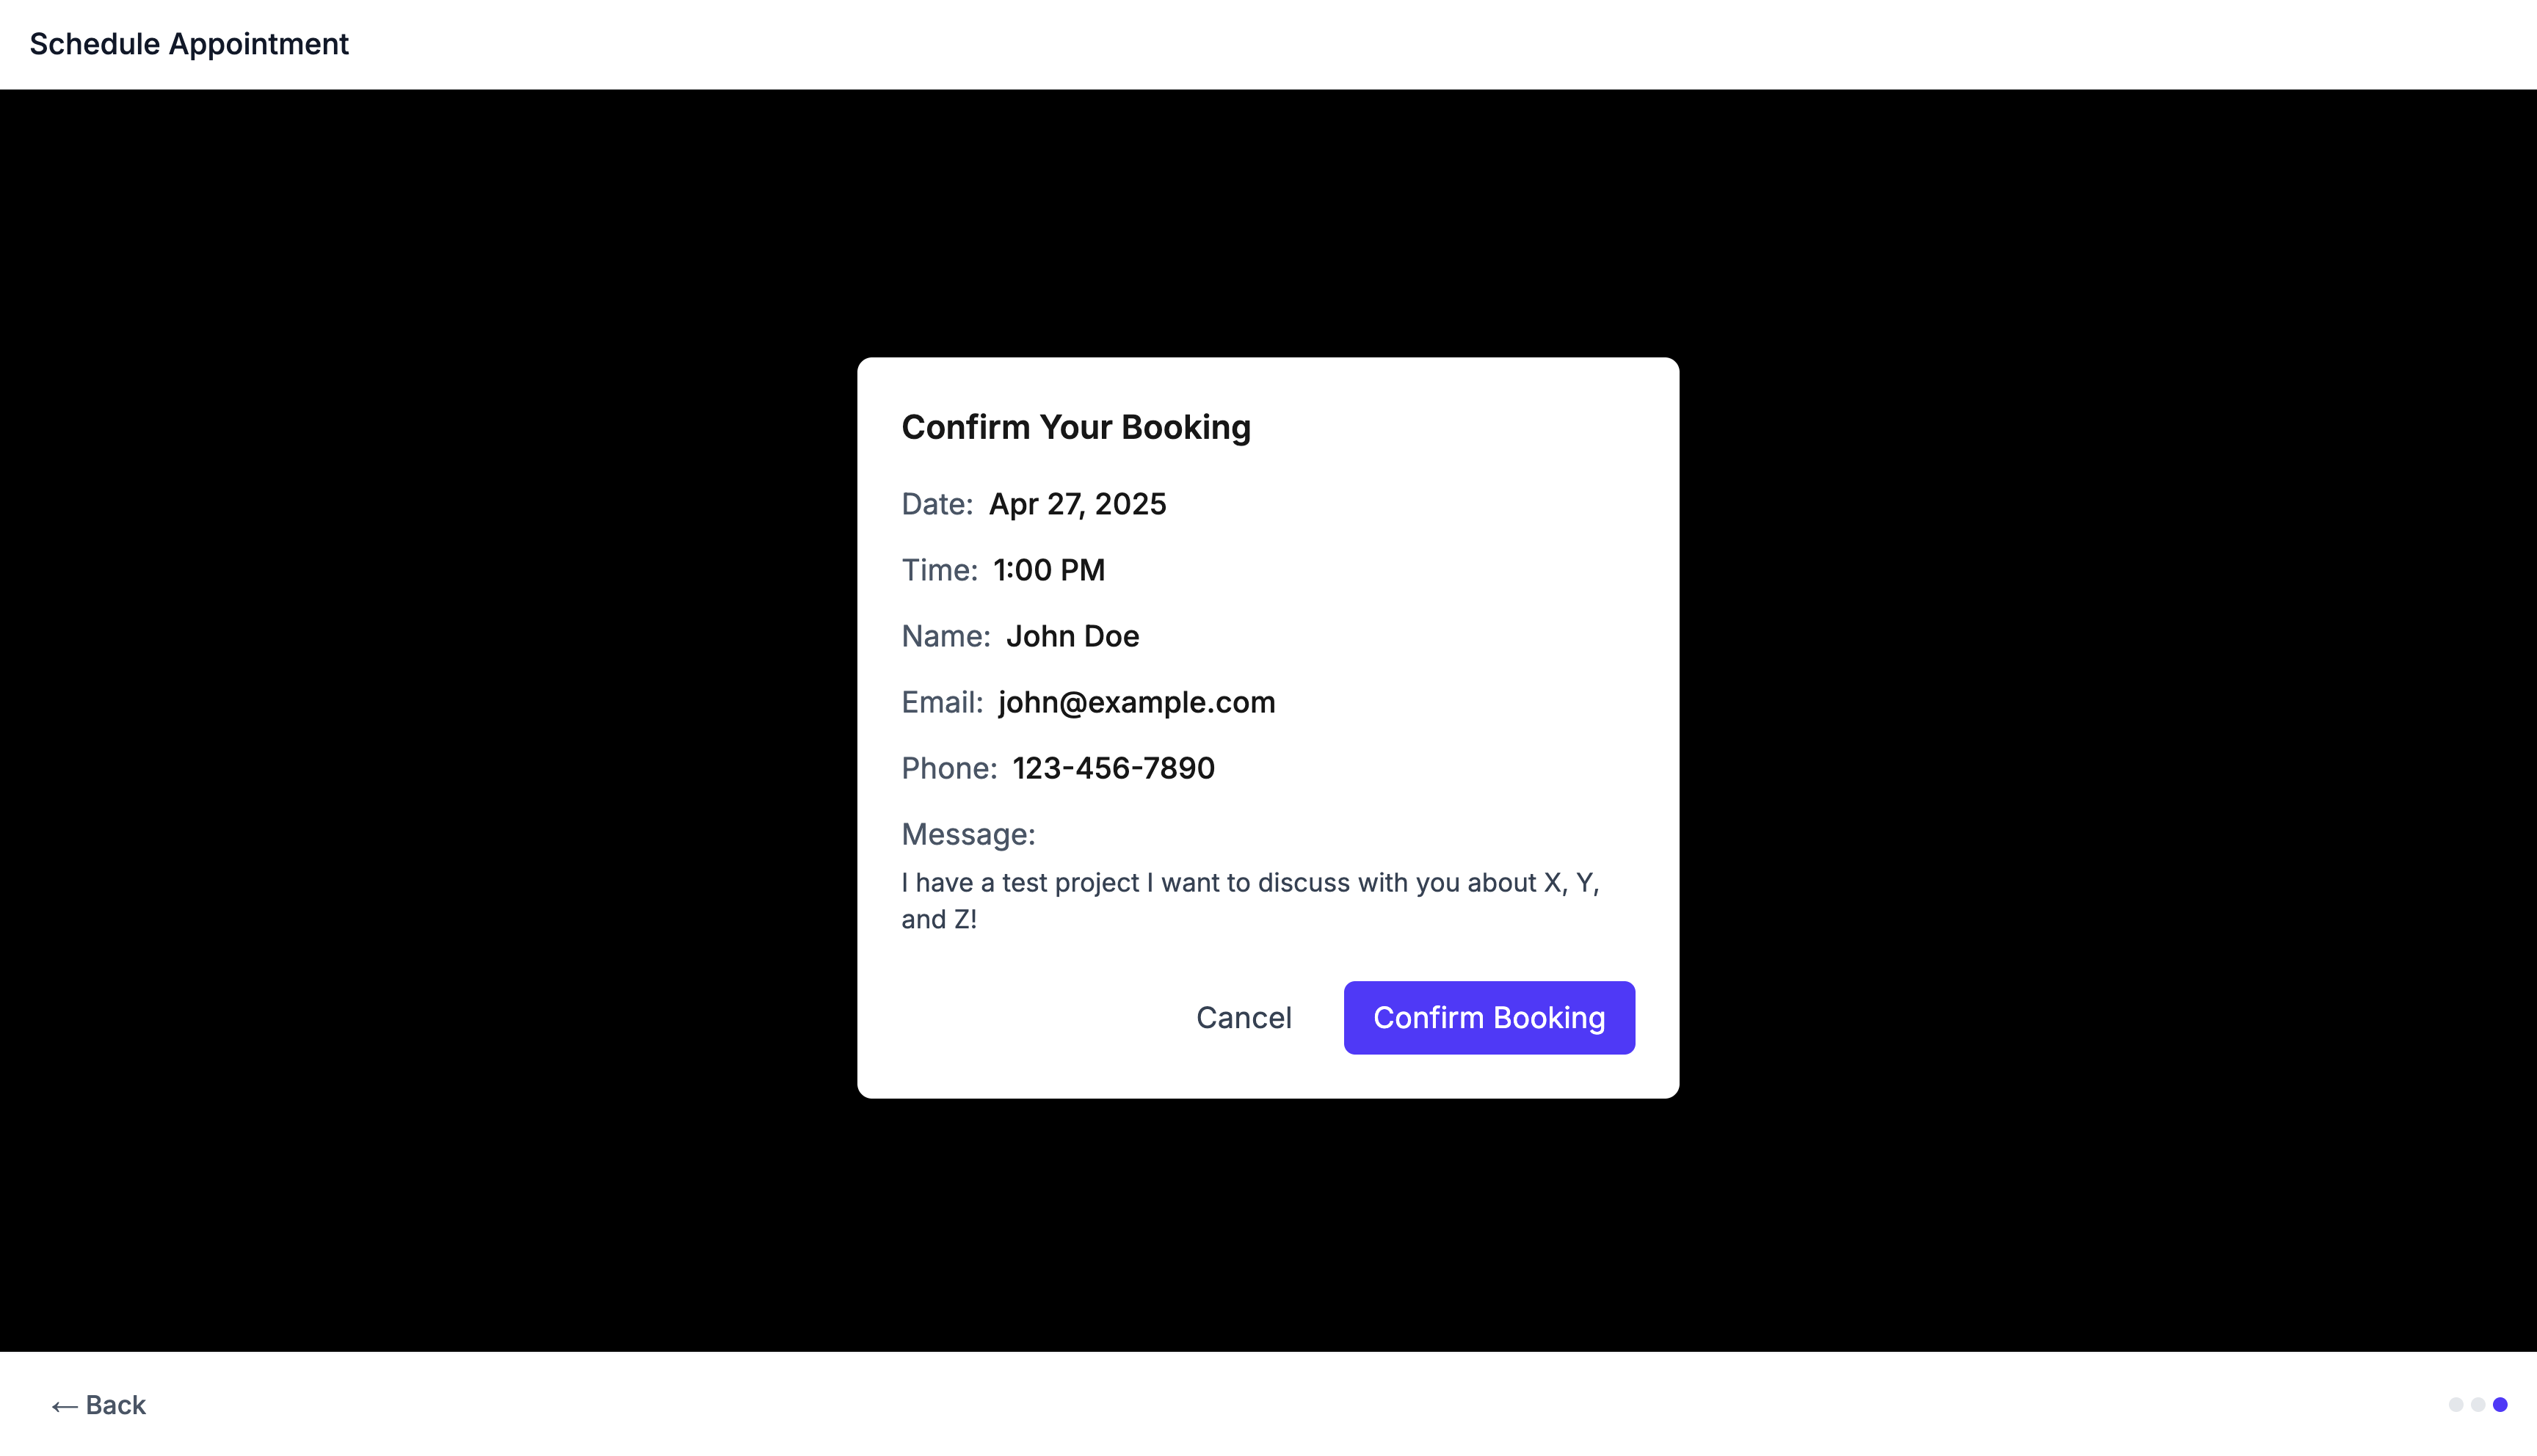 Schedule Appointment
Confirm Your Booking
Date: Apr 27, 2025
Time: 1:00 PM
Name: John Doe
Email: john@example.com
Phone: 123-456-7890
Message:
I have a test project I want to discuss with you about X, Y,
and Z!
Cancel Confirm Booking
← Back